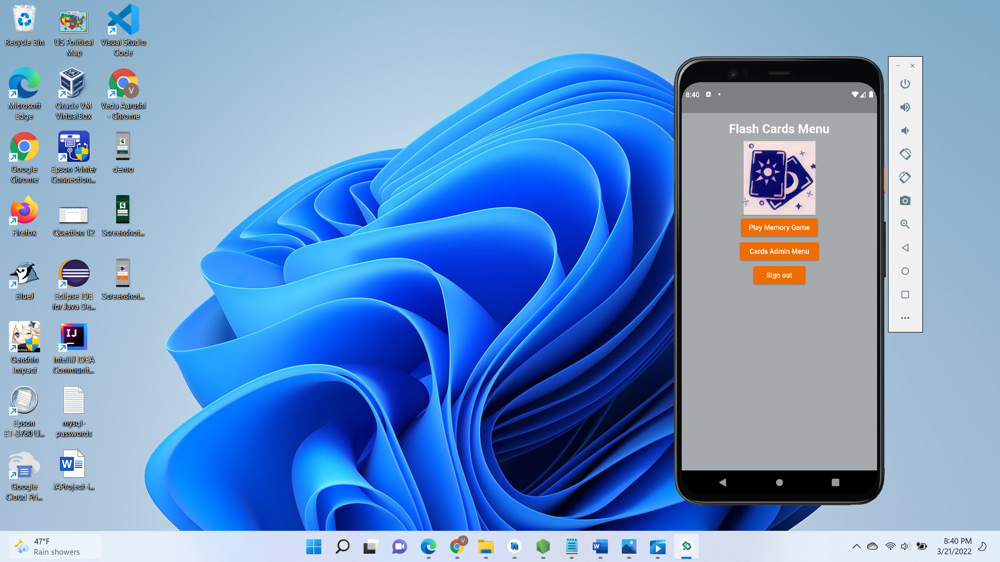 Recycle Bin
US Political
Map
Visual Studio
Code
Microsoft
Edge
Oracle VM
VirtualBox
V
Veda Aarushi
- Chrome
Google
Chrome
Epson Printer
Connection...
demo
Firefox
Question 12
Screenshot...
BlueJ
Eclipse IDE
for Java De...
Screenshot...
Genshin
Impact
IJ
IntelliJ IDEA
Communit...
Epson
ET-3760 U...
mysql-
passwords
Google
Cloud Pri...
W
IAProject-i...
8:40
A
Flash Cards Menu
Play Memory Game
Cards Admin Menu
Sign out
47°F
Rain showers
V
W
8:40 PM
3/21/2022